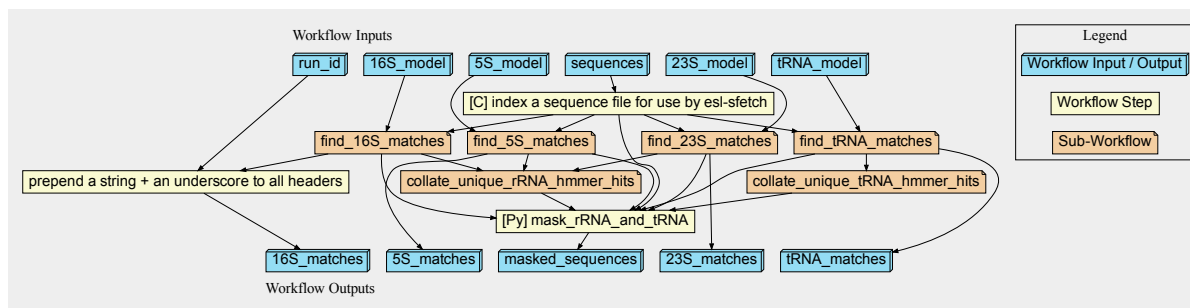 Workflow Inputs
Legend
run_id
16S_model
5S_model
sequences
23S_model
tRNA_model
Workflow Input / Output
[C] index a sequence file for use by esl-sfetch
Workflow Step
find_16S_matches
find_5S_matches
find_23S_matches
find_tRNA_matches
Sub-Workflow
prepend a string + an underscore to all headers
collate_unique_rRNA_hmmer_hits
collate_unique_tRNA_hmmer_hits
[Py] mask_rRNA_and_tRNA
16S_matches
5S_matches
masked_sequences
23S_matches
tRNA_matches
Workflow Outputs